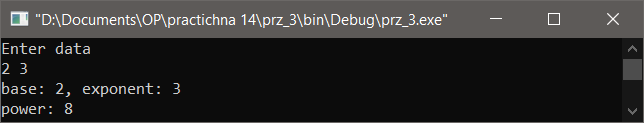 "D:\Documents\OP\practichna 14\prz_3\bin\Debug\prz_3.exe"
Enter data
2 3
base: 2, exponent: 3
power: 8